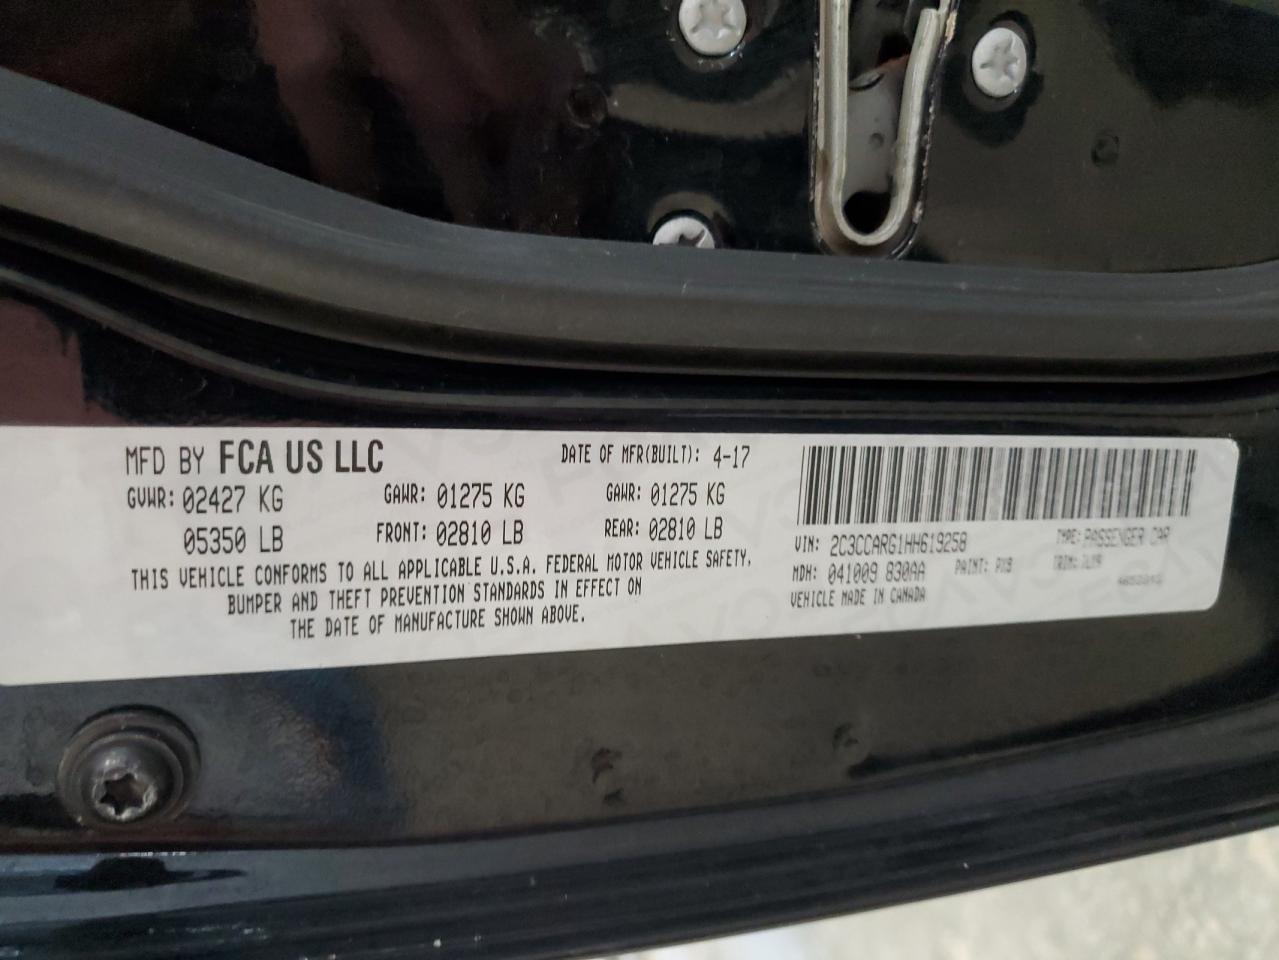 MFD BY FCA US LLC DATE OF MFR(BUILT): 4-17
GVWR: 02427 KG GAWR: 01275 KG GAWR: 01275 KG
05350 LB FRONT: 02810 LB REAR: 02810 LB
THIS VEHICLE CONFORMS TO ALL APPLICABLE U.S.A. FEDERAL MOTOR VEHICLE SAFETY,
BUMPER AND THEFT PREVENTION STANDARDS IN EFFECT ON
THE DATE OF MANUFACTURE SHOWN ABOVE.
VIN: 2C3CCARG1HH619258 TYPE: PASSENGER CAR
MDH: 041009 830AA PAINT: PX8 TRIM:
VEHICLE MADE IN CANADA